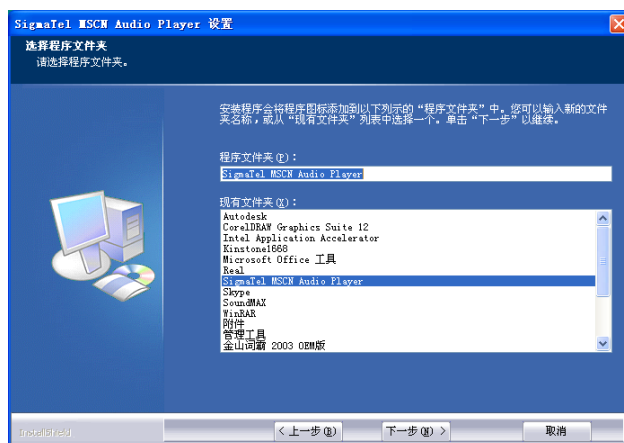 SigmaTel MSCN Audio Player 设置
选择程序文件夹
请选择程序文件夹。
安装程序会将程序图标添加到以下列示的“程序文件夹”中。您可以输入新的文件
夹名称，或从“现有文件夹”列表中选择一个。单击“下一步”以继续。
程序文件夹(P)：
SigmaTel MSCN Audio Player
现有文件夹(X)：
Autodesk
CorelDRAW Graphics Suite 12
Intel Application Accelerator
Kinstone1668
Microsoft Office 工具
Real
SigmaTel MSCN Audio Player
Skype
SoundMAX
WinRAR
附件
管理工具
金山词霸 2003 OEM版
InstallShield
< 上一步(B)
下一步(N) >
取消